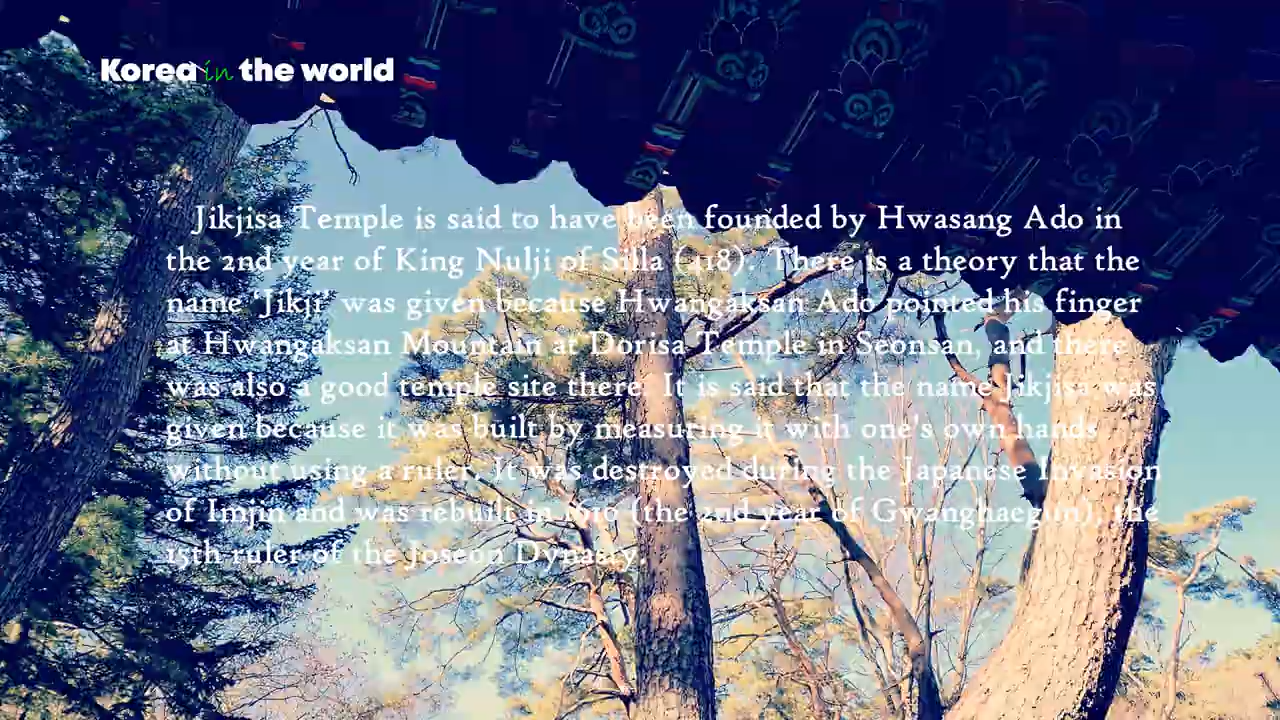 Korea in the world
Jikjisa Temple is said to have been founded by Hwasang Ado in
the 2nd year of King Nulji of Silla (418). There is a theory that the
name 'Jikji' was given because Hwangaksan Ado pointed his finger
at Hwangaksan Mountain at Dorisa Temple in Seonsan, and there
was also a good temple site there. It is said that the name Jikjisa was
given because it was built by measuring it with one's own hands
without using a ruler. It was destroyed during the Japanese Invasion
of Imjin and was rebuilt in 1610 (the 2nd year of Gwanghaegun), the
15th ruler of the Joseon Dynasty.